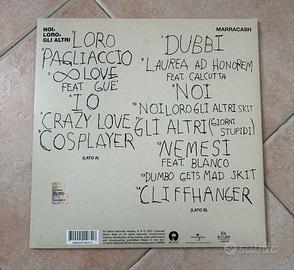 NOI,
LORO,
GLI ALTRI
MARRACASH
LORO
PAGLIACCIO
∞ LOVE
FEAT. GUÈ
IO
CRAZY LOVE
COSPLAYER
(LATO A)
DUBBI
LAUREA AD HONOREM
FEAT. CALCUTTA
NOI
NOI LORO GLI ALTRI SKIT
GLI ALTRI (GIORNI
STUPIDI)
NEMESI
FEAT. BLANCO
DUMBO GETS MAD SKIT
CLIFFHANGER
(LATO B)
subito